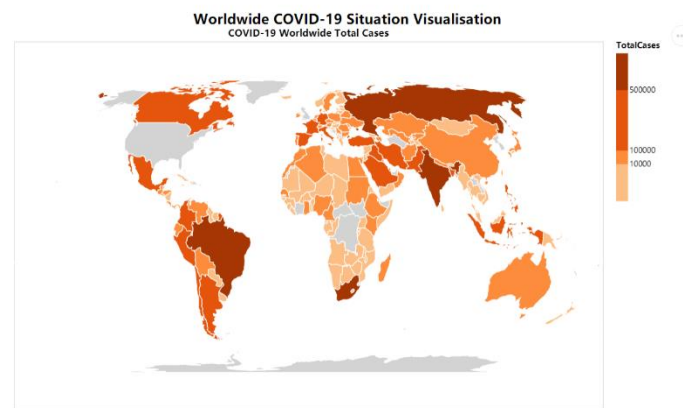 Worldwide COVID-19 Situation Visualisation
COVID-19 Worldwide Total Cases
TotalCases
500000
100000
10000